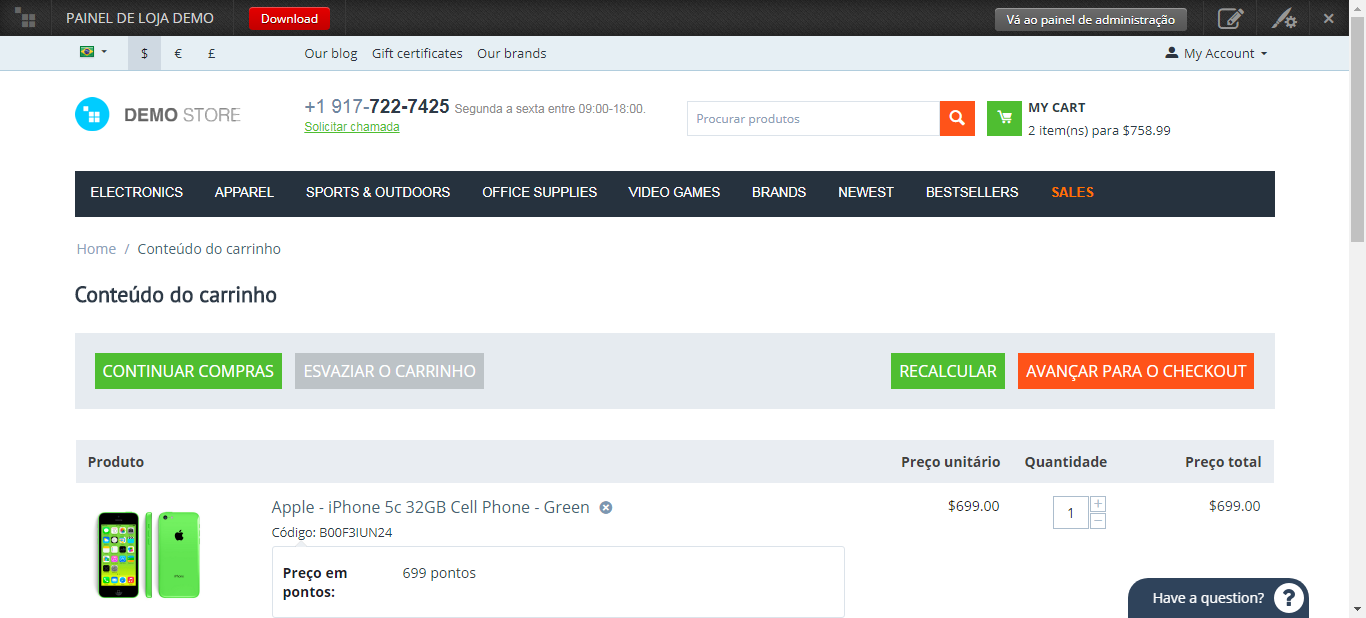 PAINEL DE LOJA DEMO Download Vá ao painel de administração
$ € £ Our blog Gift certificates Our brands My Account
DEMO STORE
+1 917-722-7425 Segunda a sexta entre 09:00-18:00.
Solicitar chamada
Procurar produtos
MY CART
2 item(ns) para $758.99
ELECTRONICS APPAREL SPORTS & OUTDOORS OFFICE SUPPLIES VIDEO GAMES BRANDS NEWEST BESTSELLERS SALES
Home / Conteúdo do carrinho
Conteúdo do carrinho
CONTINUAR COMPRAS ESVAZIAR O CARRINHO RECALCULAR AVANÇAR PARA O CHECKOUT
Produto Preço unitário Quantidade Preço total
Apple - iPhone 5c 32GB Cell Phone - Green $699.00 1 + − $699.00
Código: B00F3IUN24
Preço em pontos: 699 pontos
Have a question? ?